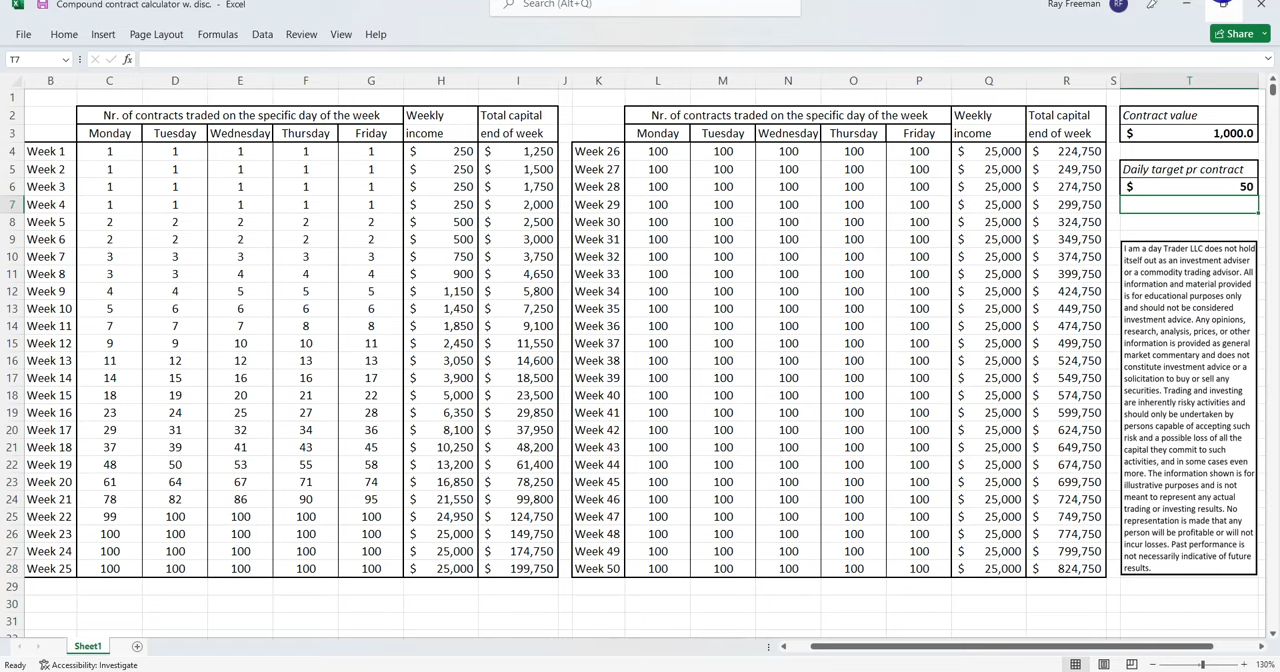 Compound contract calculator w. disc. - Excel
Search (Alt+Q)
Ray Freeman RF
File Home Insert Page Layout Formulas Data Review View Help
Share
T7 fx
B C D E F G H I J K L M N O P Q R S T
1
2 Nr. of contracts traded on the specific day of the week Weekly Total capital Nr. of contracts traded on the specific day of the week Weekly Total capital Contract value
3 Monday Tuesday Wednesday Thursday Friday income end of week Monday Tuesday Wednesday Thursday Friday income end of week $ 1,000.0
4 Week 1 1 1 1 1 1 $ 250 $ 1,250 Week 26 100 100 100 100 100 $ 25,000 $ 224,750
5 Week 2 1 1 1 1 1 $ 250 $ 1,500 Week 27 100 100 100 100 100 $ 25,000 $ 249,750 Daily target pr contract
6 Week 3 1 1 1 1 1 $ 250 $ 1,750 Week 28 100 100 100 100 100 $ 25,000 $ 274,750 $ 50
7 Week 4 1 1 1 1 1 $ 250 $ 2,000 Week 29 100 100 100 100 100 $ 25,000 $ 299,750
8 Week 5 2 2 2 2 2 $ 500 $ 2,500 Week 30 100 100 100 100 100 $ 25,000 $ 324,750
9 Week 6 2 2 2 2 2 $ 500 $ 3,000 Week 31 100 100 100 100 100 $ 25,000 $ 349,750
10 Week 7 3 3 3 3 3 $ 750 $ 3,750 Week 32 100 100 100 100 100 $ 25,000 $ 374,750
11 Week 8 3 3 4 4 4 $ 900 $ 4,650 Week 33 100 100 100 100 100 $ 25,000 $ 399,750
12 Week 9 4 4 5 5 5 $ 1,150 $ 5,800 Week 34 100 100 100 100 100 $ 25,000 $ 424,750
13 Week 10 5 6 6 6 6 $ 1,450 $ 7,250 Week 35 100 100 100 100 100 $ 25,000 $ 449,750
14 Week 11 7 7 7 8 8 $ 1,850 $ 9,100 Week 36 100 100 100 100 100 $ 25,000 $ 474,750
15 Week 12 9 9 10 10 11 $ 2,450 $ 11,550 Week 37 100 100 100 100 100 $ 25,000 $ 499,750
16 Week 13 11 12 12 13 13 $ 3,050 $ 14,600 Week 38 100 100 100 100 100 $ 25,000 $ 524,750
17 Week 14 14 15 16 16 17 $ 3,900 $ 18,500 Week 39 100 100 100 100 100 $ 25,000 $ 549,750
18 Week 15 18 19 20 21 22 $ 5,000 $ 23,500 Week 40 100 100 100 100 100 $ 25,000 $ 574,750
19 Week 16 23 24 25 27 28 $ 6,350 $ 29,850 Week 41 100 100 100 100 100 $ 25,000 $ 599,750
20 Week 17 29 31 32 34 36 $ 8,100 $ 37,950 Week 42 100 100 100 100 100 $ 25,000 $ 624,750
21 Week 18 37 39 41 43 45 $ 10,250 $ 48,200 Week 43 100 100 100 100 100 $ 25,000 $ 649,750
22 Week 19 48 50 53 55 58 $ 13,200 $ 61,400 Week 44 100 100 100 100 100 $ 25,000 $ 674,750
23 Week 20 61 64 67 71 74 $ 16,850 $ 78,250 Week 45 100 100 100 100 100 $ 25,000 $ 699,750
24 Week 21 78 82 86 90 95 $ 21,550 $ 99,800 Week 46 100 100 100 100 100 $ 25,000 $ 724,750
25 Week 22 99 100 100 100 100 $ 24,950 $ 124,750 Week 47 100 100 100 100 100 $ 25,000 $ 749,750
26 Week 23 100 100 100 100 100 $ 25,000 $ 149,750 Week 48 100 100 100 100 100 $ 25,000 $ 774,750
27 Week 24 100 100 100 100 100 $ 25,000 $ 174,750 Week 49 100 100 100 100 100 $ 25,000 $ 799,750
28 Week 25 100 100 100 100 100 $ 25,000 $ 199,750 Week 50 100 100 100 100 100 $ 25,000 $ 824,750
29
30
31
I am a day Trader LLC does not hold
itself out as an investment adviser
or a commodity trading advisor. All
information and material provided
is for educational purposes only
and should not be considered
investment advice. Any opinions,
research, analysis, prices, or other
information is provided as general
market commentary and does not
constitute investment advice or a
solicitation to buy or sell any
securities. Trading and investing
are inherently risky activities and
should only be undertaken by
persons capable of accepting such
risk and a possible loss of all the
capital they commit to such
activities, and in some cases even
more. The information shown is for
illustrative purposes and is not
meant to represent any actual
trading or investing results. No
representation is made that any
person will be profitable or will not
incur losses. Past performance is
not necessarily indicative of future
results.
Sheet1
Ready Accessibility: Investigate 130%